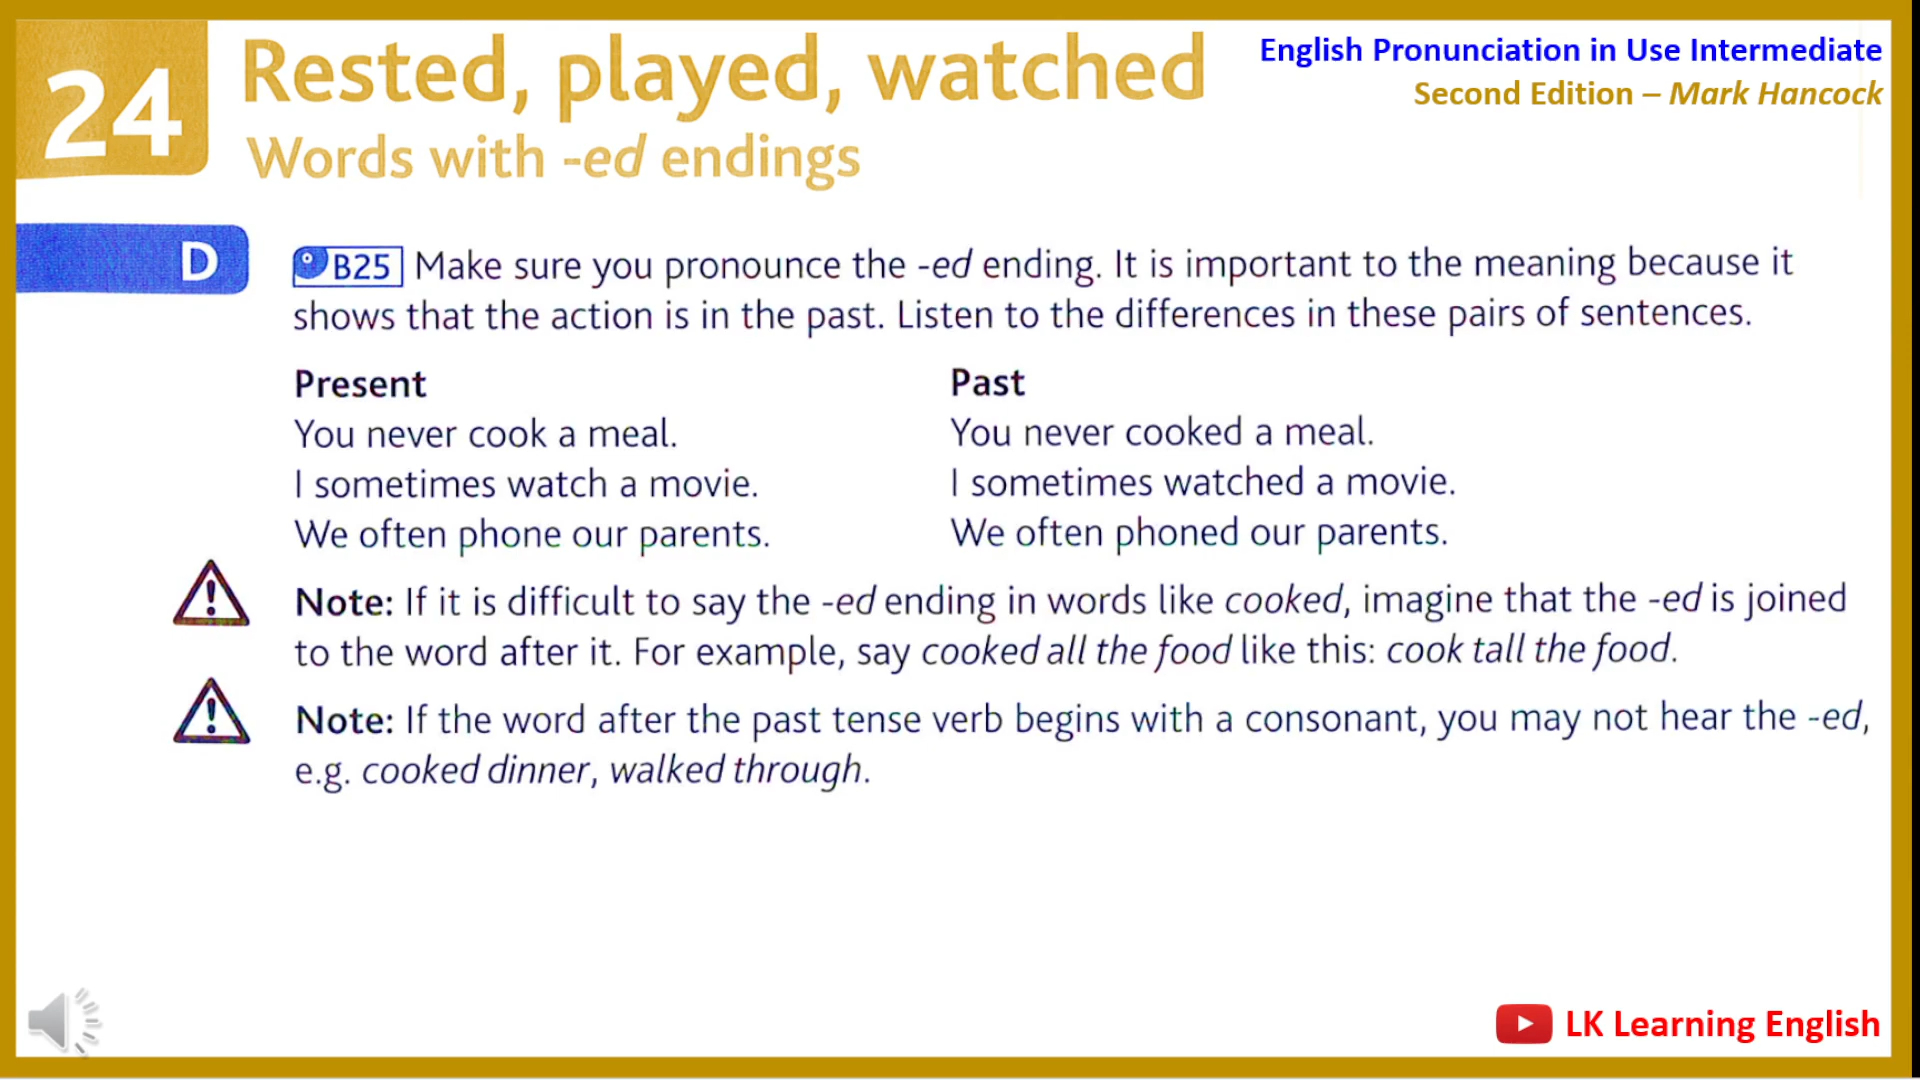 24
Rested, played, watched
Words with -ed endings
English Pronunciation in Use Intermediate
Second Edition – Mark Hancock
D
B25 Make sure you pronounce the -ed ending. It is important to the meaning because it
shows that the action is in the past. Listen to the differences in these pairs of sentences.
Present
You never cook a meal.
I sometimes watch a movie.
We often phone our parents.
Past
You never cooked a meal.
I sometimes watched a movie.
We often phoned our parents.
Note: If it is difficult to say the -ed ending in words like cooked, imagine that the -ed is joined
to the word after it. For example, say cooked all the food like this: cook tall the food.
Note: If the word after the past tense verb begins with a consonant, you may not hear the -ed,
e.g. cooked dinner, walked through.
LK Learning English